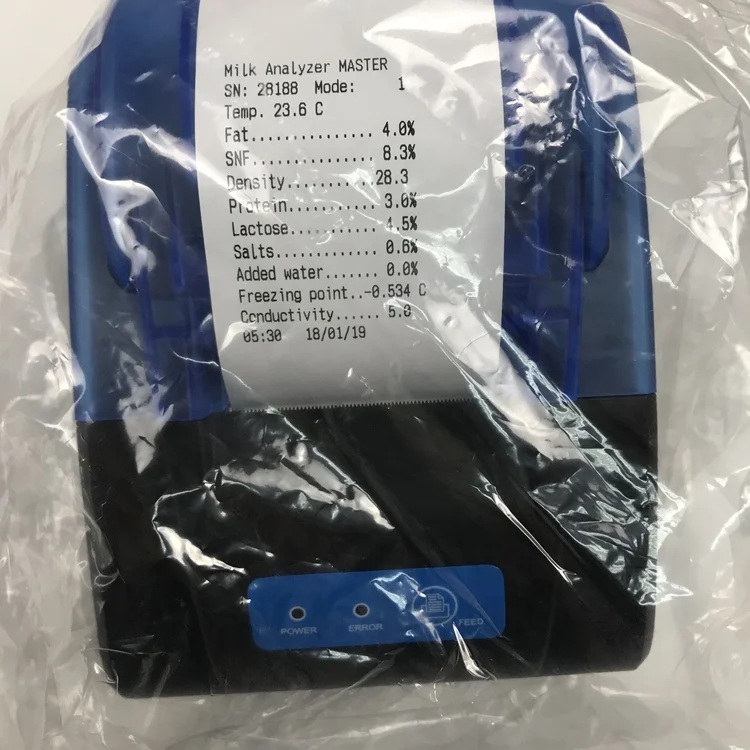 Milk Analyzer MASTER
SN: 28188 Mode: 1
Temp. 23.6 C
Fat............... 4.0%
SNF............... 8.3%
Density..........28.3
Protein........... 3.0%
Lactose........... 4.5%
Salts............. 0.6%
Added water....... 0.0%
Freezing point..-0.534 C
Conductivity...... 5.0
05:30 18/01/19
POWER ERROR FEED